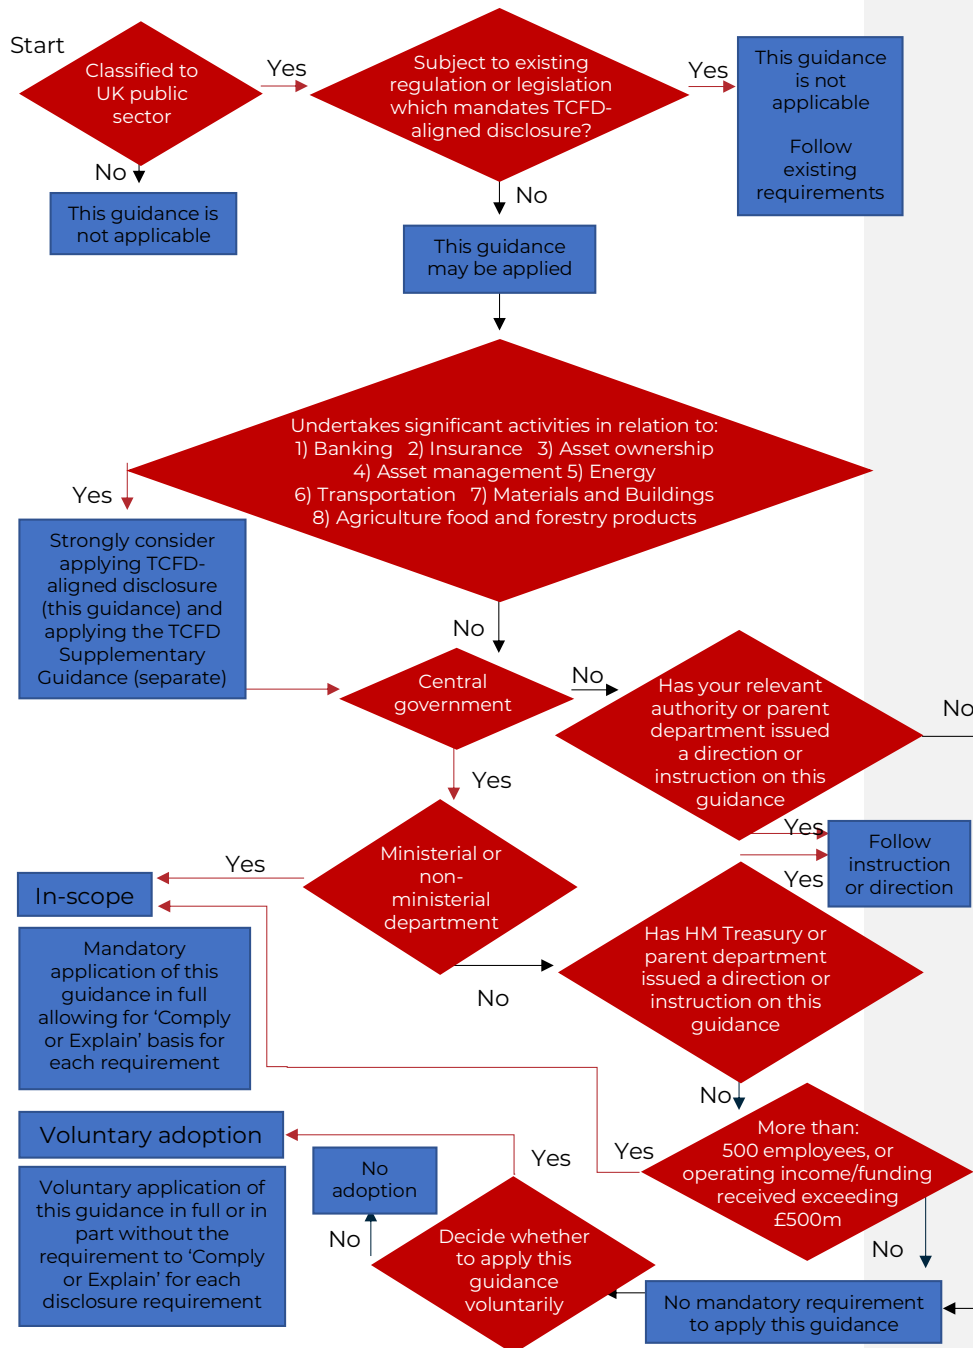 Start
Classified to
UK public
sector
Yes
Subject to existing
regulation or legislation
which mandates TCFD-
aligned disclosure?
Yes
This guidance
is not
applicable
Follow
existing
requirements
No
This guidance is
not applicable
No
This guidance
may be applied
Undertakes significant activities in relation to:
1) Banking 2) Insurance 3) Asset ownership
4) Asset management 5) Energy
6) Transportation 7) Materials and Buildings
8) Agriculture food and forestry products
Yes
Strongly consider
applying TCFD-
aligned disclosure
(this guidance) and
applying the TCFD
Supplementary
Guidance (separate)
No
Central
government
No
Has your relevant
authority or parent
department issued
a direction or
instruction on this
guidance
No
Yes
Yes
Follow
instruction
or direction
Yes
Ministerial or
non-
ministerial
department
Yes
In-scope
Mandatory
application of this
guidance in full
allowing for ‘Comply
or Explain’ basis for
each requirement
No
Has HM Treasury or
parent department
issued a direction or
instruction on this
guidance
No
More than:
500 employees, or
operating income/funding
received exceeding
£500m
Yes
No
Voluntary adoption
Voluntary application of
this guidance in full or in
part without the
requirement to ‘Comply
or Explain’ for each
disclosure requirement
No
adoption
No
Yes
Decide whether
to apply this
guidance
voluntarily
No mandatory requirement
to apply this guidance